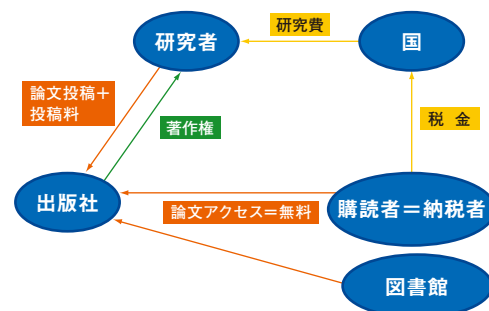 研究者
研究費
国
論文投稿＋
投稿料
著作権
税 金
出版社
論文アクセス＝無料
購読者＝納税者
図書館